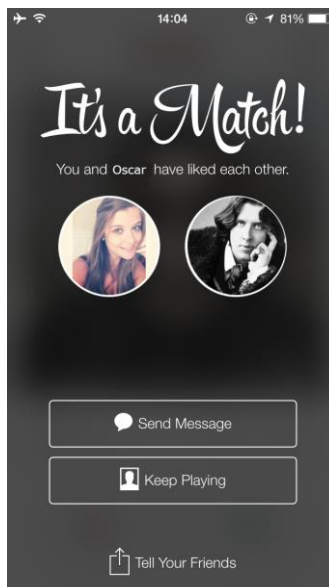 14:04
81%
It's a Match!
You and Oscar have liked each other.
Send Message
Keep Playing
Tell Your Friends